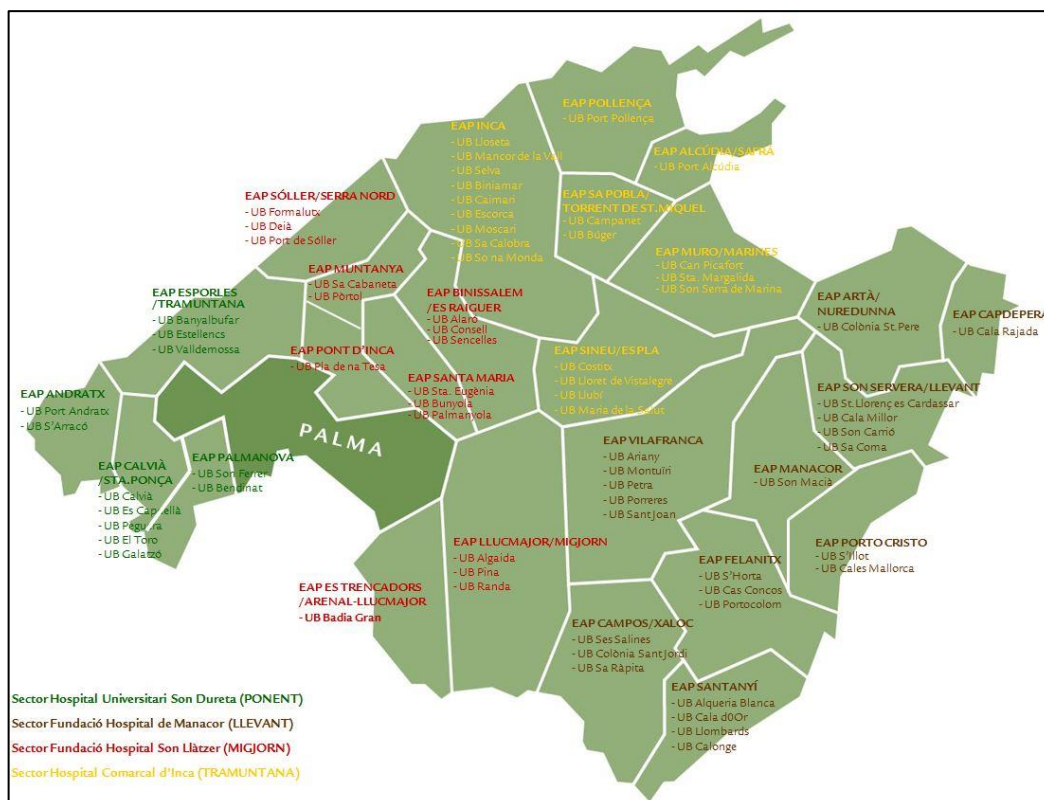 EAP POLLENÇA
- UB Port Pollença
EAP INCA
- UB Lloseta
- UB Mancor de la Vall
- UB Selva
- UB Biniamar
- UB Caimari
- UB Escorca
- UB Moscari
- UB Sa Calobra
- UB So na Monda
EAP ALCÚDIA/SAFRÀ
- UB Port Alcúdia
EAP SA POBLA/
TORRENT DE ST.MIQUEL
- UB Campanet
- UB Búger
EAP SÓLLER/SERRA NORD
- UB Fornalutx
- UB Deià
- UB Port de Sóller
EAP MURO/MARINES
- UB Can Picafort
- UB Sta. Margalida
- UB Son Serra de Marina
EAP MUNTANYA
- UB Sa Cabaneta
- UB Pòrtol
EAP ESPORLES
/TRAMUNTANA
- UB Banyalbufar
- UB Estellencs
- UB Valldemossa
EAP BINISSALEM
/ES RAIGUER
- UB Alaró
- UB Consell
- UB Sencelles
EAP ARTÀ/
NUREDUNNA
- UB Colònia St.Pere
EAP CAPDEPERA
- UB Cala Rajada
EAP PONT D'INCA
- UB Pla de na Tesa
EAP SINEU/ESPLA
- UB Costitx
- UB Lloret de Vistalegre
- UB Llubí
- UB Maria de la Salut
EAP SANTA MARIA
- UB Sta. Eugènia
- UB Bunyola
- UB Palmanyola
EAP ANDRATX
- UB Port Andratx
- UB S'Arracó
EAP SON SERVERA/LLEVANT
- UB St.Llorenç es Cardassar
- UB Cala Millor
- UB Son Carrió
- UB Sa Coma
PALMA
EAP VILAFRANCA
- UB Ariany
- UB Montuïri
- UB Petra
- UB Porreres
- UB Sant Joan
EAP CALVIÀ
/STA.PONÇA
- UB Calvià
- UB Es Capdellà
- UB Peguera
- UB El Toro
- UB Galatzó
EAP PALMANOVA
- UB Son Ferrer
- UB Bendinat
EAP MANACOR
- UB Son Macià
EAP LLUCMAJOR/MIGJORN
- UB Algaida
- UB Pina
- UB Randa
EAP PORTO CRISTO
- UB S'Illot
- UB Cales Mallorca
EAP FELANITX
- UB S'Horta
- UB Cas Concos
- UB Portocolom
EAP ES TRENCADORS
/ARENAL-LLUCMAJOR
- UB Badia Gran
EAP CAMPOS/XALOC
- UB Ses Salines
- UB Colònia Sant Jordi
- UB Sa Ràpita
EAP SANTANYÍ
- UB Alqueria Blanca
- UB Cala d0Or
- UB Llombards
- UB Calonge
Sector Hospital Universitari Son Dureta (PONENT)
Sector Fundació Hospital de Manacor (LLEVANT)
Sector Fundació Hospital Son Llàtzer (MIGJORN)
Sector Hospital Comarcal d'Inca (TRAMUNTANA)